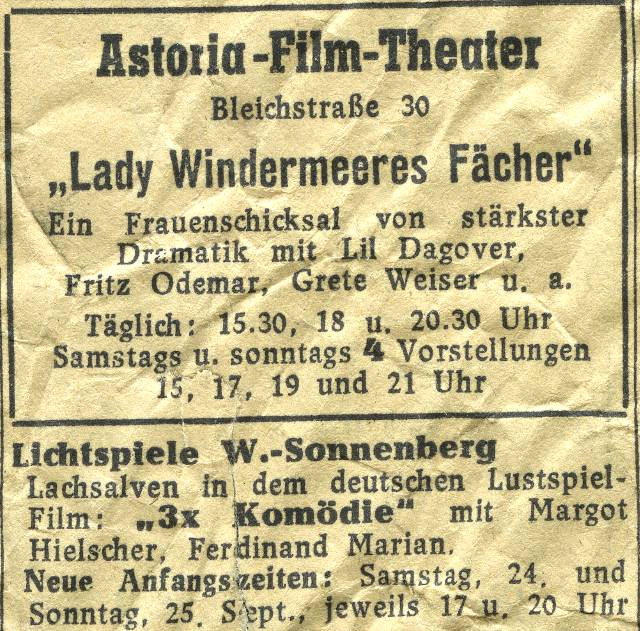 Astoria-Film-Theater
Bleichstraße 30
„Lady Windermeeres Fächer“
Ein Frauenschicksal von stärkster
Dramatik mit Lil Dagover,
Fritz Odemar, Grete Weiser u. a.
Täglich: 15.30, 18 u. 20.30 Uhr
Samstags u. sonntags 4 Vorstellungen
15, 17, 19 und 21 Uhr
Lichtspiele W.-Sonnenberg
Lachsalven in dem deutschen Lustspiel-
Film: „3x Komödie“ mit Margot
Hielscher, Ferdinand Marian.
Neue Anfangszeiten: Samstag, 24. und
Sonntag, 25. Sept., jeweils 17 u. 20 Uhr